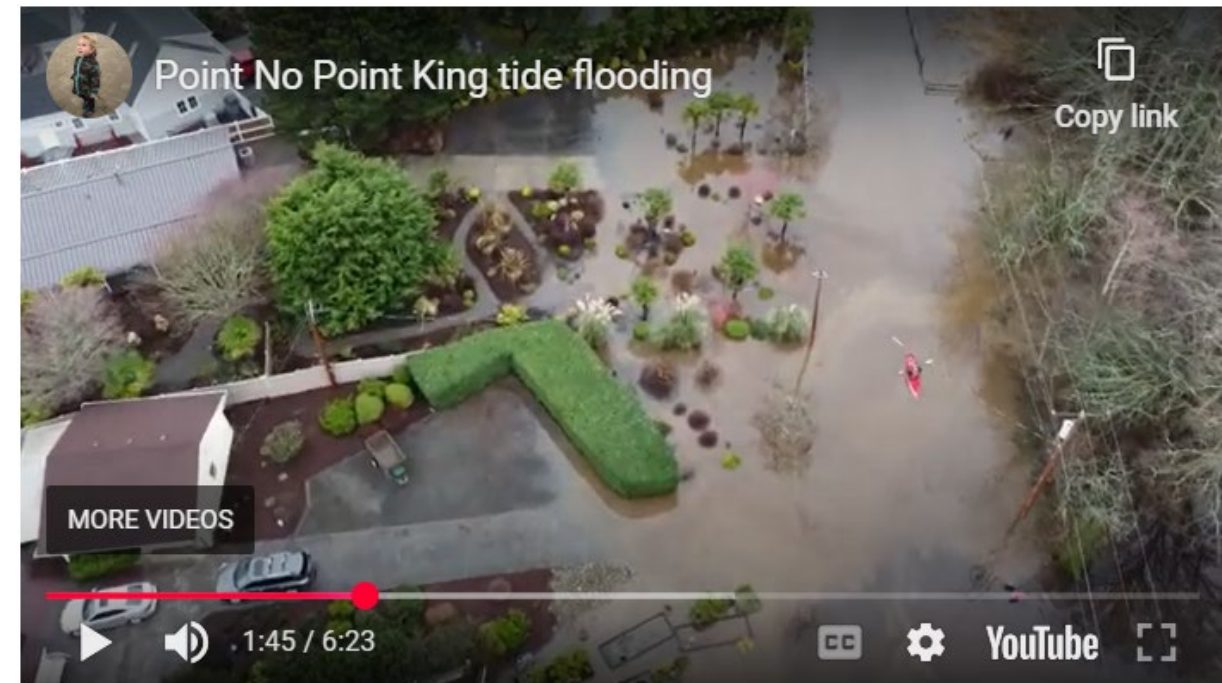 Point No Point King tide flooding
Copy link
MORE VIDEOS
1:45 / 6:23
CC
YouTube